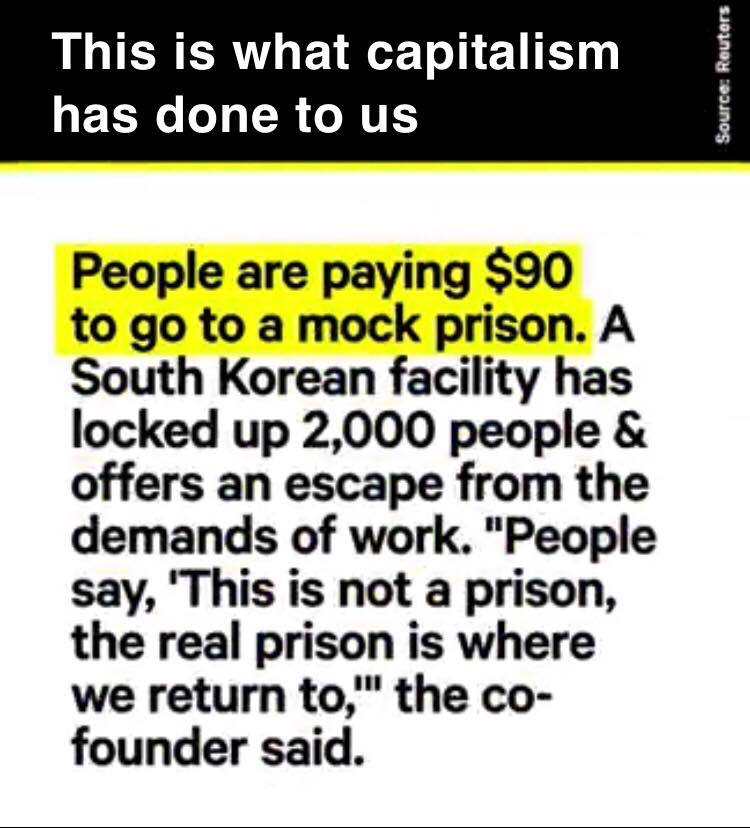 This is what capitalism
has done to us
Source: Reuters
People are paying $90
to go to a mock prison. A
South Korean facility has
locked up 2,000 people &
offers an escape from the
demands of work. "People
say, 'This is not a prison,
the real prison is where
we return to,'" the co-
founder said.